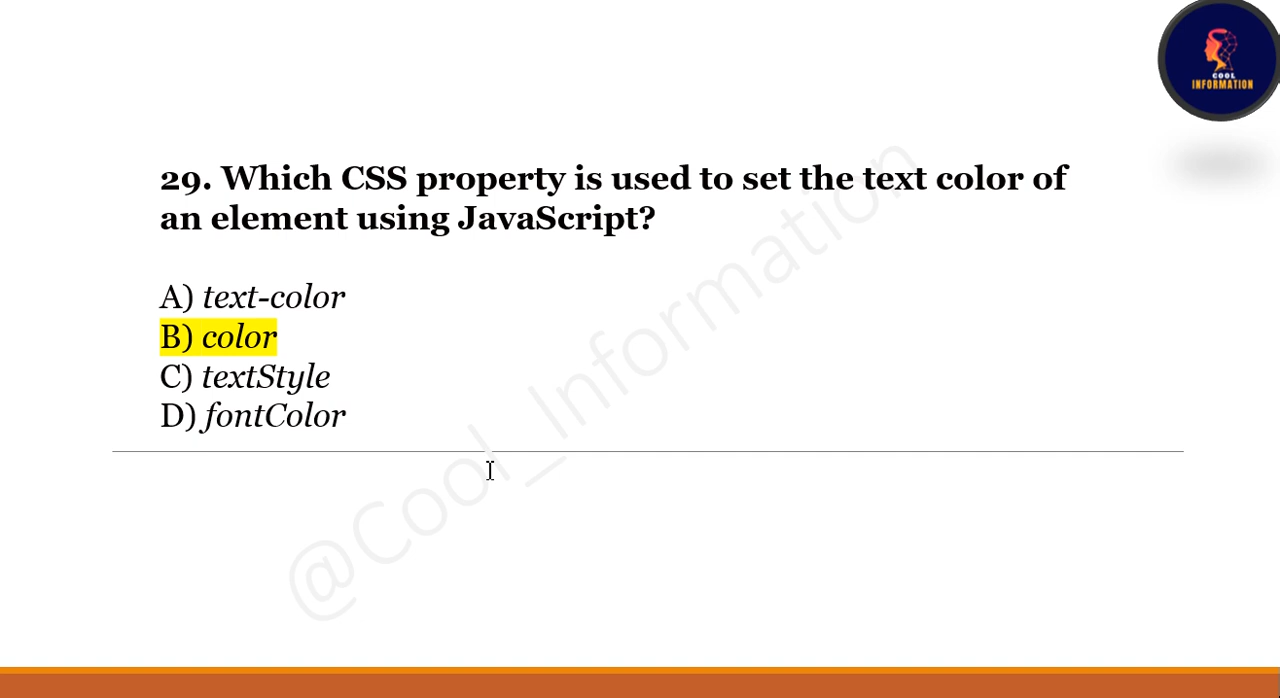 COOL
INFORMATION
29. Which CSS property is used to set the text color of
an element using JavaScript?
A) text-color
B) color
C) textStyle
D) fontColor
@Cool_Information